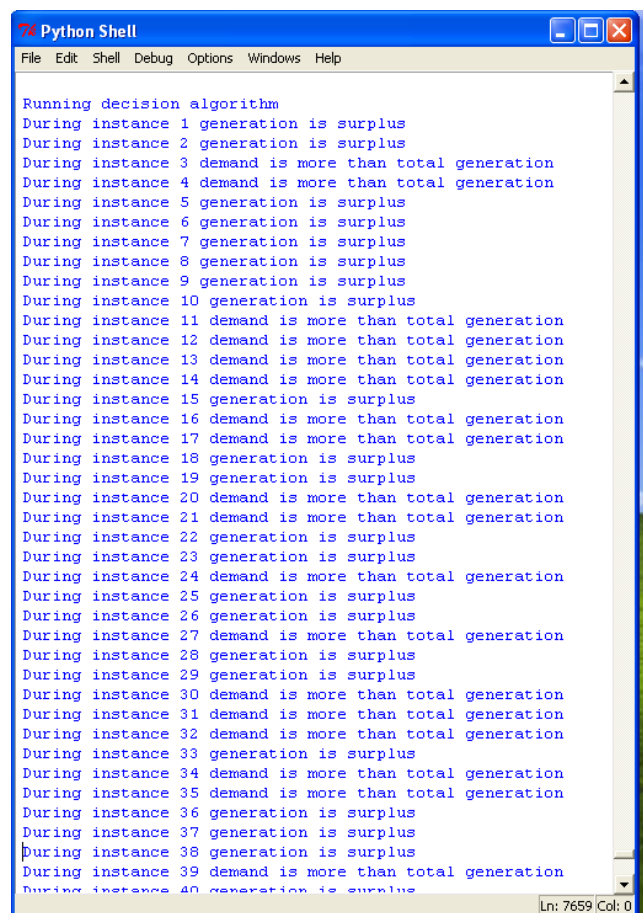 Python Shell
File Edit Shell Debug Options Windows Help
Running decision algorithm
During instance 1 generation is surplus
During instance 2 generation is surplus
During instance 3 demand is more than total generation
During instance 4 demand is more than total generation
During instance 5 generation is surplus
During instance 6 generation is surplus
During instance 7 generation is surplus
During instance 8 generation is surplus
During instance 9 generation is surplus
During instance 10 generation is surplus
During instance 11 demand is more than total generation
During instance 12 demand is more than total generation
During instance 13 demand is more than total generation
During instance 14 demand is more than total generation
During instance 15 generation is surplus
During instance 16 demand is more than total generation
During instance 17 demand is more than total generation
During instance 18 generation is surplus
During instance 19 generation is surplus
During instance 20 demand is more than total generation
During instance 21 demand is more than total generation
During instance 22 generation is surplus
During instance 23 generation is surplus
During instance 24 demand is more than total generation
During instance 25 generation is surplus
During instance 26 generation is surplus
During instance 27 demand is more than total generation
During instance 28 generation is surplus
During instance 29 generation is surplus
During instance 30 demand is more than total generation
During instance 31 demand is more than total generation
During instance 32 demand is more than total generation
During instance 33 generation is surplus
During instance 34 demand is more than total generation
During instance 35 demand is more than total generation
During instance 36 generation is surplus
During instance 37 generation is surplus
During instance 38 generation is surplus
During instance 39 demand is more than total generation
During instance 40 generation is surplus
Ln: 7659 Col: 0